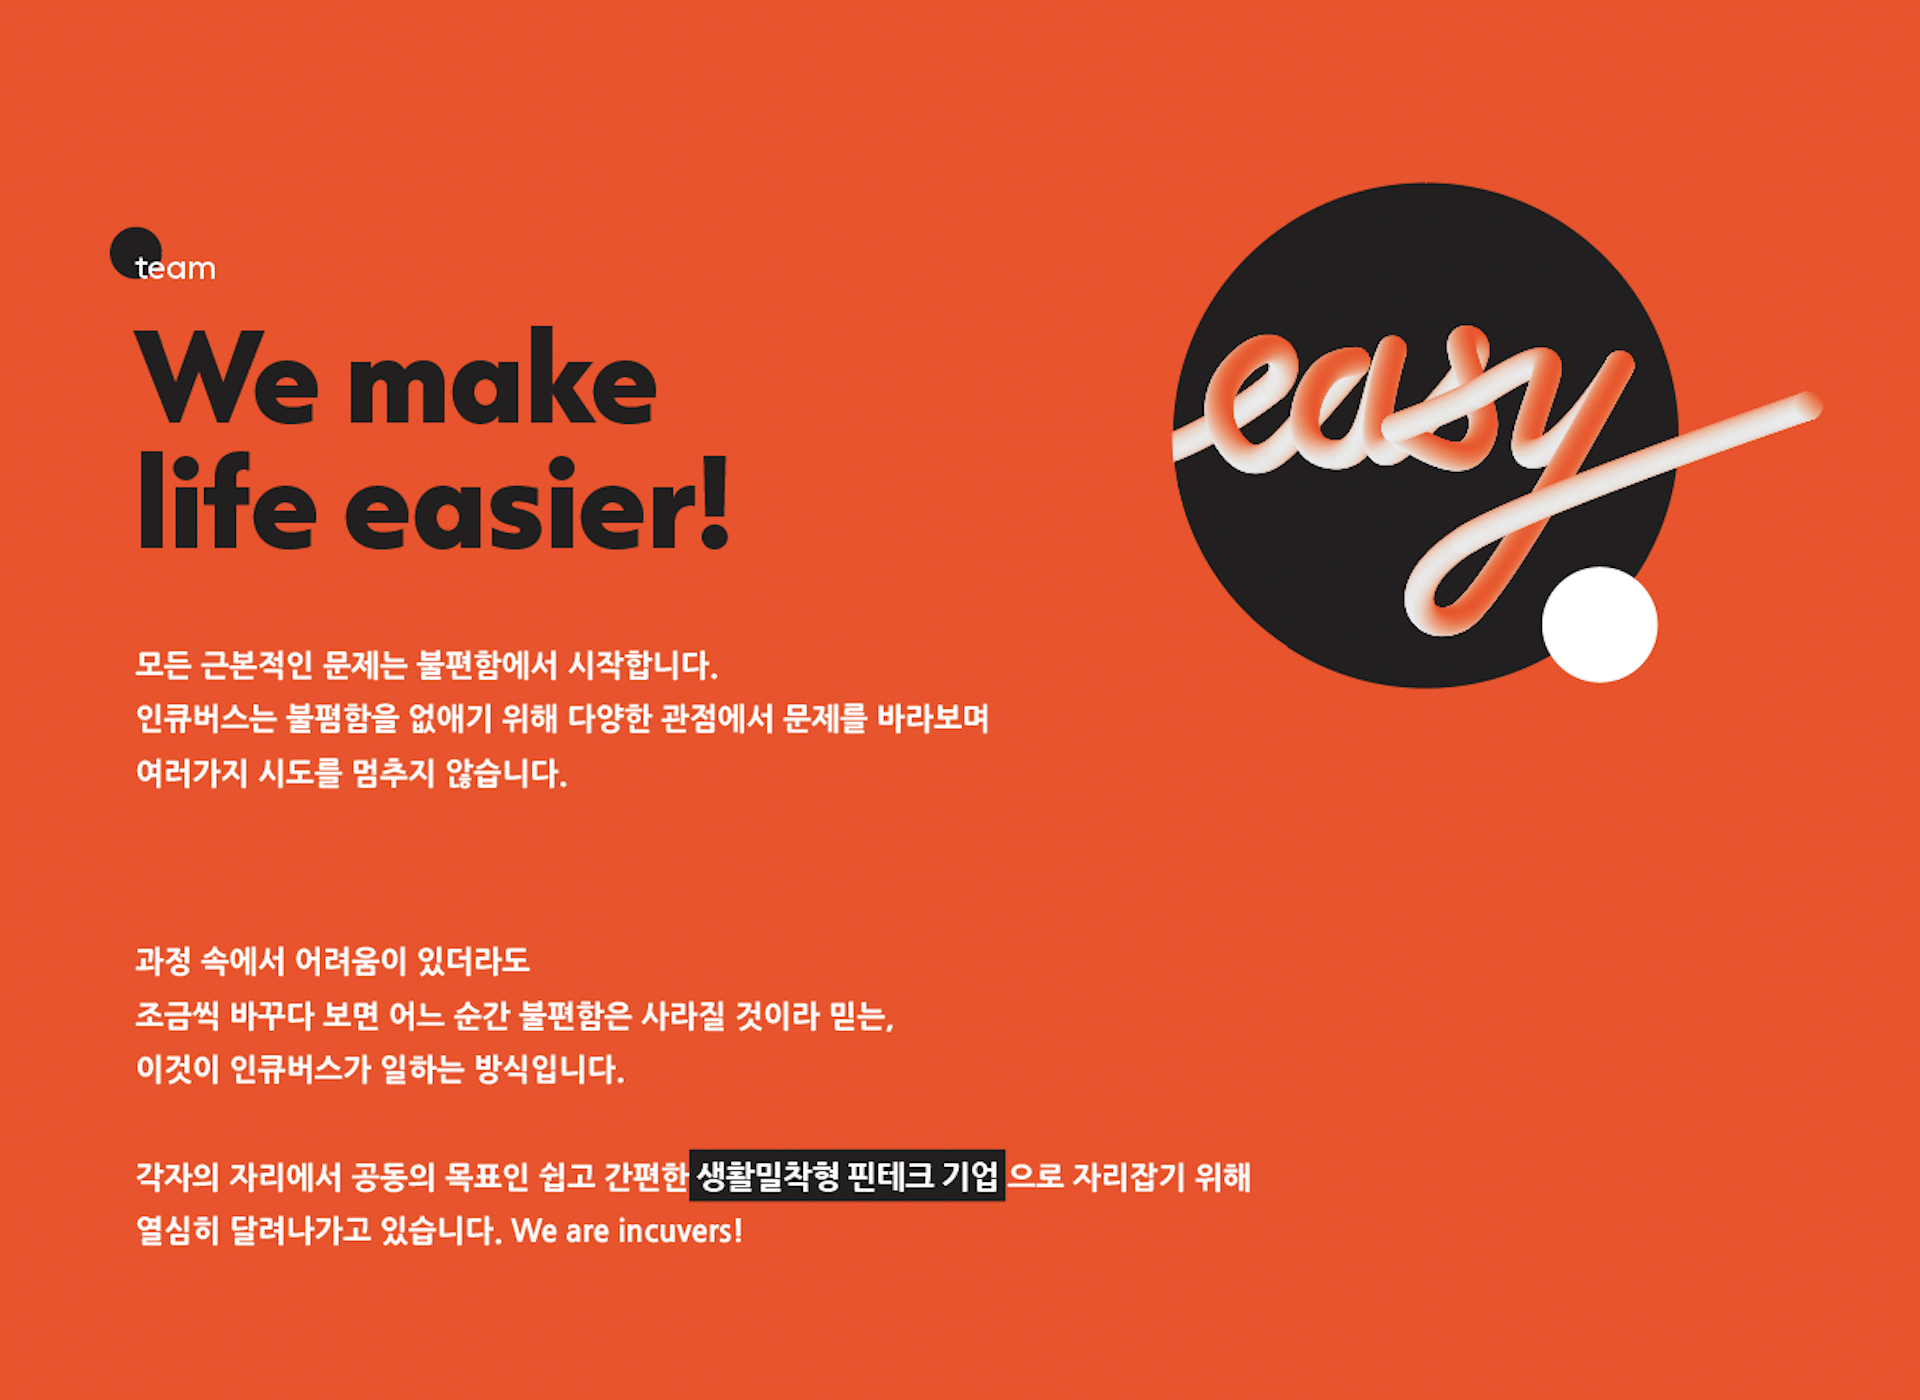 team
We make
life easier!
easy
모든 근본적인 문제는 불편함에서 시작합니다.
인큐버스는 불폄함을 없애기 위해 다양한 관점에서 문제를 바라보며
여러가지 시도를 멈추지 않습니다.
과정 속에서 어려움이 있더라도
조금씩 바꾸다 보면 어느 순간 불편함은 사라질 것이라 믿는,
이것이 인큐버스가 일하는 방식입니다.
각자의 자리에서 공동의 목표인 쉽고 간편한 생활밀착형 핀테크 기업 으로 자리잡기 위해
열심히 달려나가고 있습니다. We are incuvers!